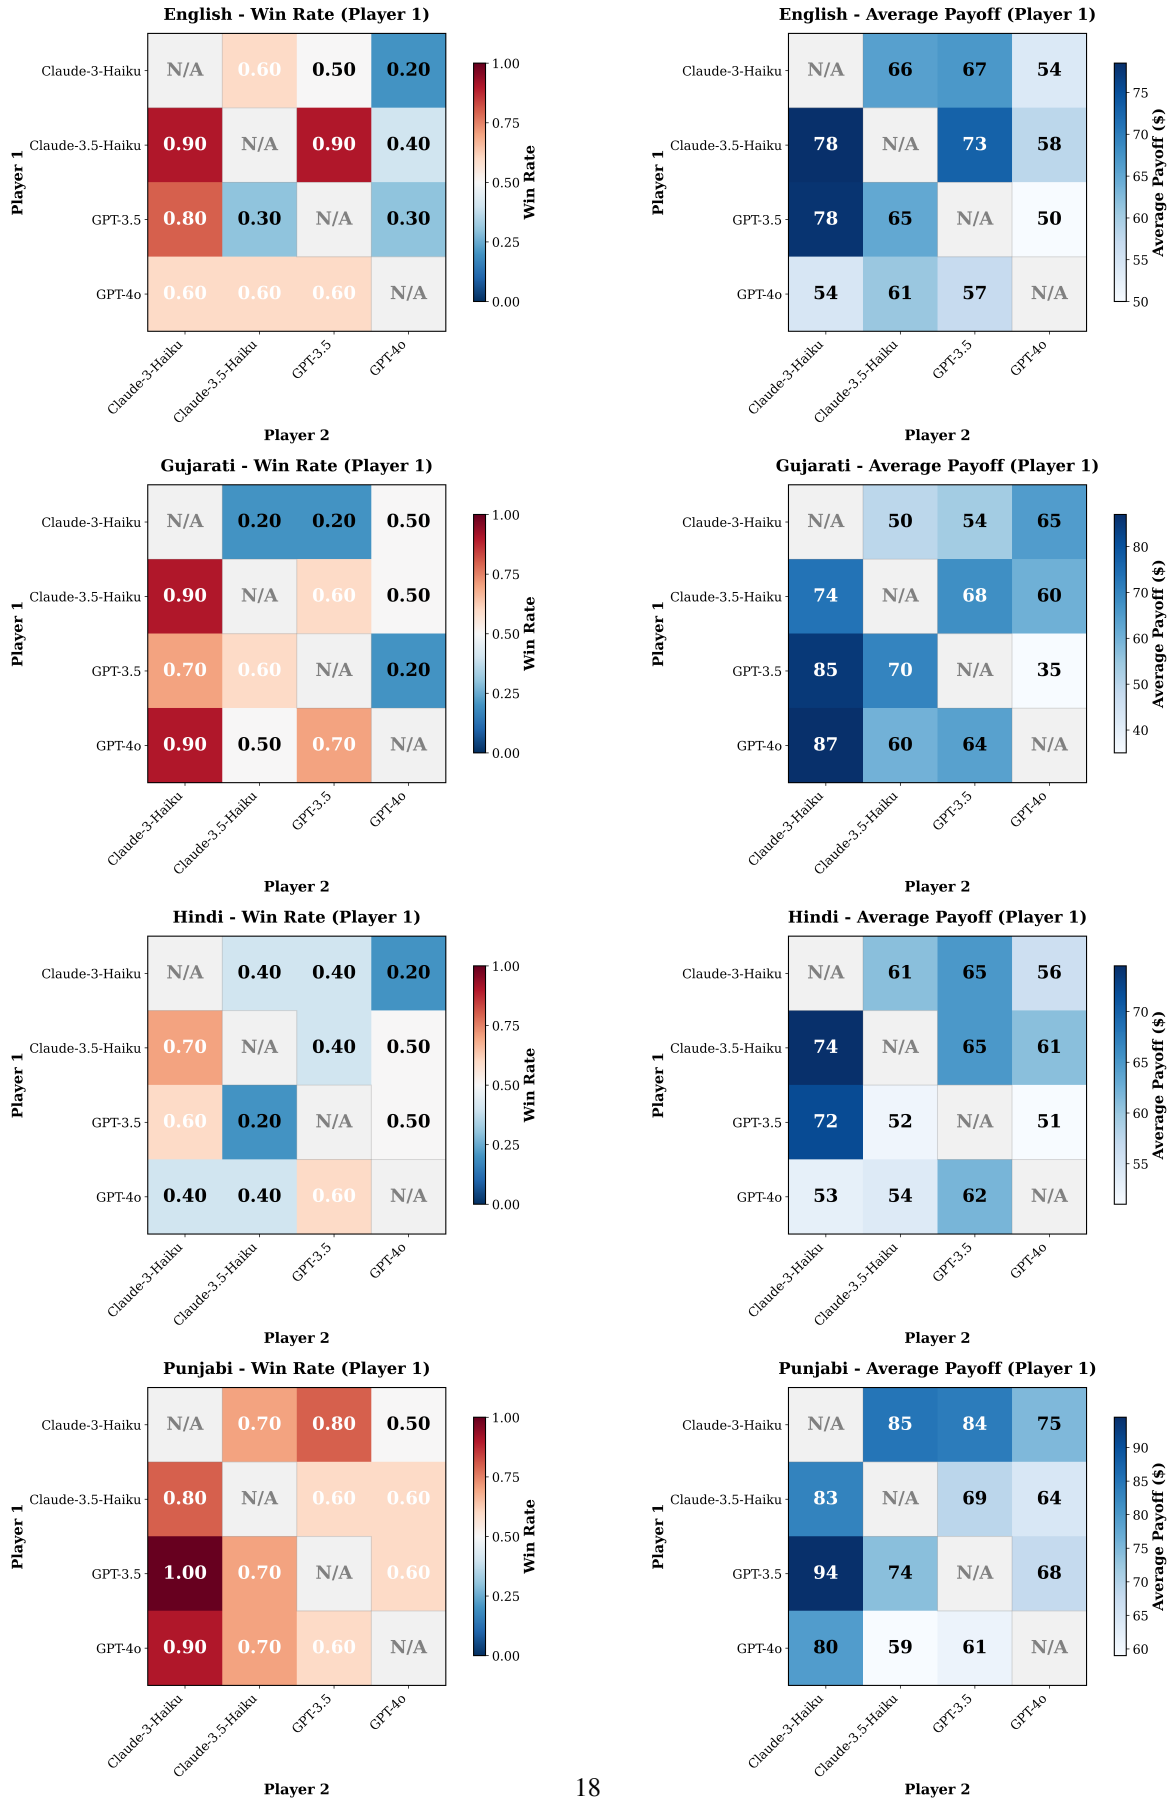 English - Win Rate (Player 1)
Player 1
Claude-3-Haiku N/A 0.60 0.50 0.20
Claude-3.5-Haiku 0.90 N/A 0.90 0.40
GPT-3.5 0.80 0.30 N/A 0.30
GPT-4o 0.60 0.60 0.60 N/A
Claude-3-Haiku Claude-3.5-Haiku GPT-3.5 GPT-4o
Player 2
1.00
0.75
0.50
0.25
0.00
Win Rate
English - Average Payoff (Player 1)
Player 1
Claude-3-Haiku N/A 66 67 54
Claude-3.5-Haiku 78 N/A 73 58
GPT-3.5 78 65 N/A 50
GPT-4o 54 61 57 N/A
Claude-3-Haiku Claude-3.5-Haiku GPT-3.5 GPT-4o
Player 2
75
70
65
60
55
50
Average Payoff ($)
Gujarati - Win Rate (Player 1)
Player 1
Claude-3-Haiku N/A 0.20 0.20 0.50
Claude-3.5-Haiku 0.90 N/A 0.60 0.50
GPT-3.5 0.70 0.60 N/A 0.20
GPT-4o 0.90 0.50 0.70 N/A
Claude-3-Haiku Claude-3.5-Haiku GPT-3.5 GPT-4o
Player 2
1.00
0.75
0.50
0.25
0.00
Win Rate
Gujarati - Average Payoff (Player 1)
Player 1
Claude-3-Haiku N/A 50 54 65
Claude-3.5-Haiku 74 N/A 68 60
GPT-3.5 85 70 N/A 35
GPT-4o 87 60 64 N/A
Claude-3-Haiku Claude-3.5-Haiku GPT-3.5 GPT-4o
Player 2
80
70
60
50
40
Average Payoff ($)
Hindi - Win Rate (Player 1)
Player 1
Claude-3-Haiku N/A 0.40 0.40 0.20
Claude-3.5-Haiku 0.70 N/A 0.40 0.50
GPT-3.5 0.60 0.20 N/A 0.50
GPT-4o 0.40 0.40 0.60 N/A
Claude-3-Haiku Claude-3.5-Haiku GPT-3.5 GPT-4o
Player 2
1.00
0.75
0.50
0.25
0.00
Win Rate
Hindi - Average Payoff (Player 1)
Player 1
Claude-3-Haiku N/A 61 65 56
Claude-3.5-Haiku 74 N/A 65 61
GPT-3.5 72 52 N/A 51
GPT-4o 53 54 62 N/A
Claude-3-Haiku Claude-3.5-Haiku GPT-3.5 GPT-4o
Player 2
70
65
60
55
Average Payoff ($)
Punjabi - Win Rate (Player 1)
Player 1
Claude-3-Haiku N/A 0.70 0.80 0.50
Claude-3.5-Haiku 0.80 N/A 0.60 0.60
GPT-3.5 1.00 0.70 N/A 0.60
GPT-4o 0.90 0.70 0.60 N/A
Claude-3-Haiku Claude-3.5-Haiku GPT-3.5 GPT-4o
Player 2
1.00
0.75
0.50
0.25
0.00
Win Rate
Punjabi - Average Payoff (Player 1)
Player 1
Claude-3-Haiku N/A 85 84 75
Claude-3.5-Haiku 83 N/A 69 64
GPT-3.5 94 74 N/A 68
GPT-4o 80 59 61 N/A
Claude-3-Haiku Claude-3.5-Haiku GPT-3.5 GPT-4o
Player 2
90
85
80
75
70
65
60
Average Payoff ($)
18